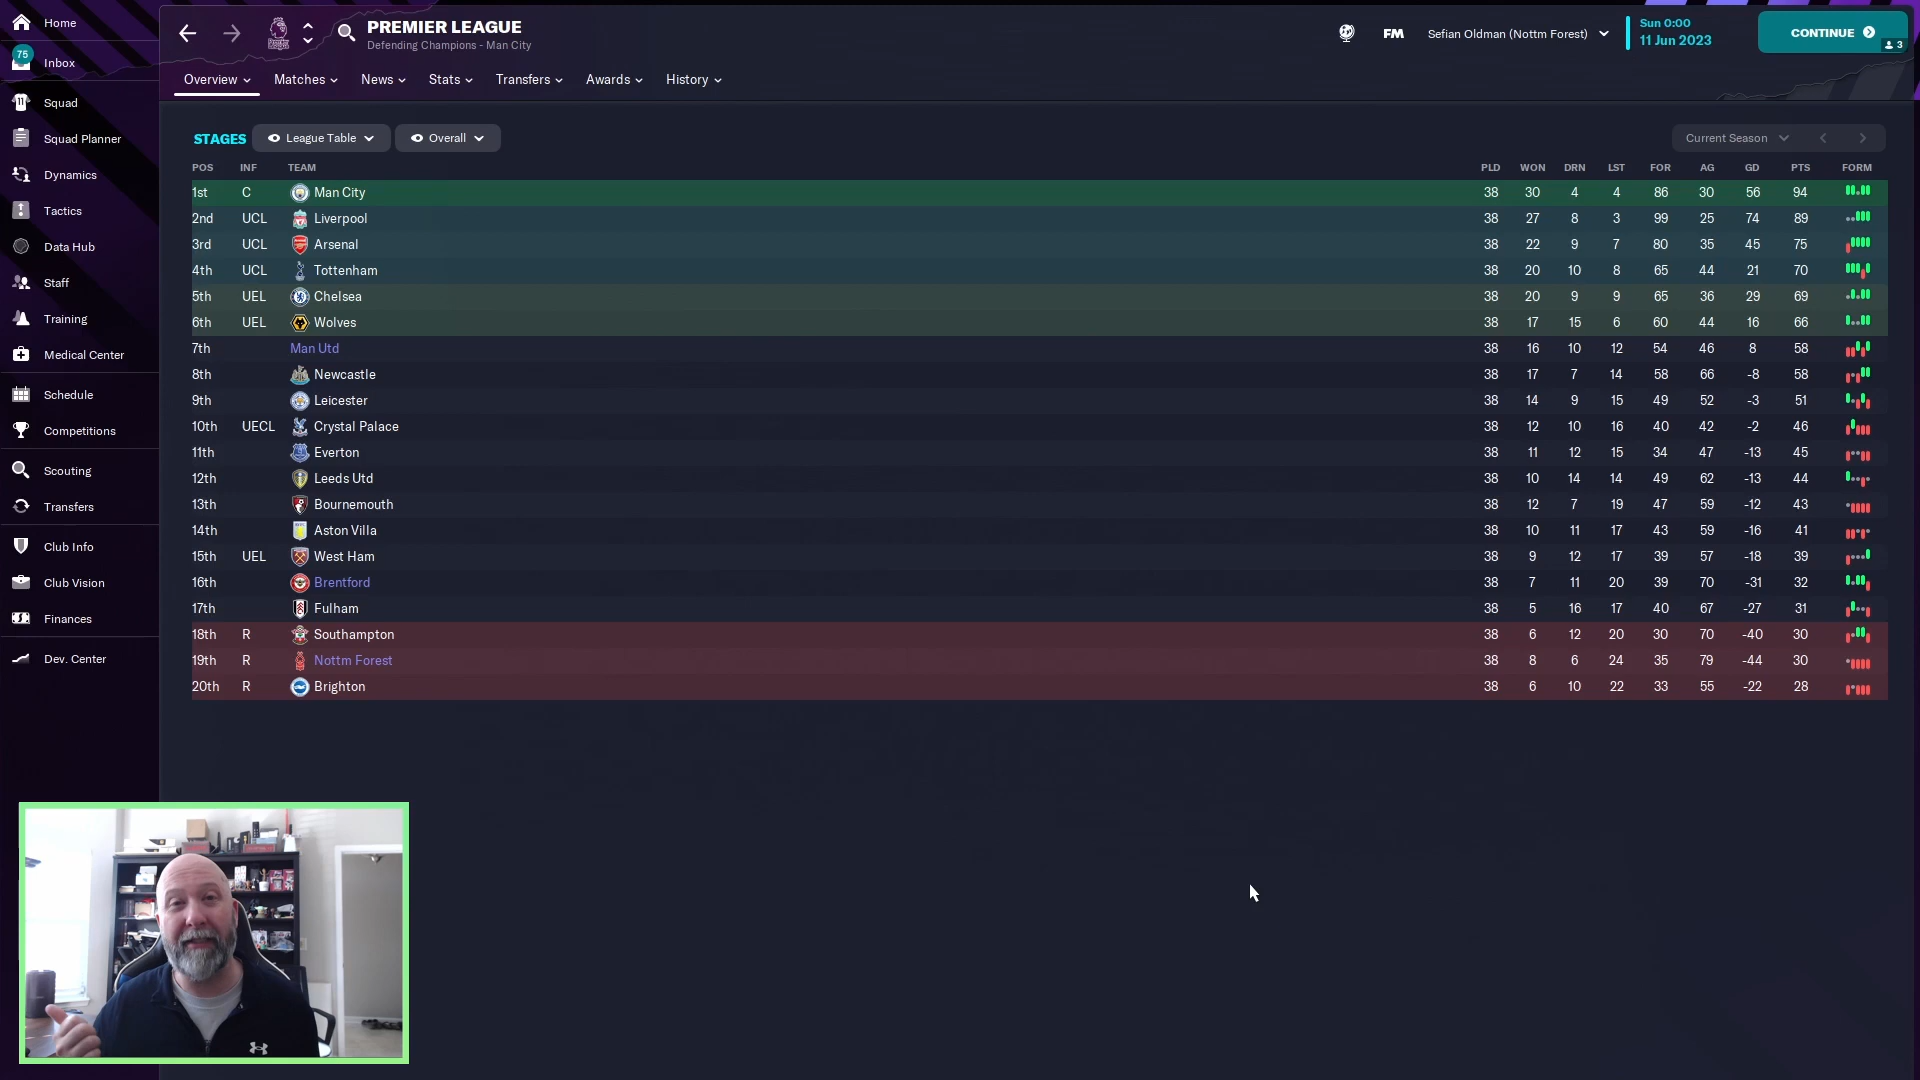 Home
75
Inbox
Squad
Squad Planner
Dynamics
Tactics
Data Hub
Staff
Training
Medical Center
Schedule
Competitions
Scouting
Transfers
Club Info
Club Vision
Finances
Dev. Center
PREMIER LEAGUE
Defending Champions - Man City
FM
Sefian Oldman (Nottm Forest)
Sun 0:00
11 Jun 2023
CONTINUE
3
Overview Matches News Stats Transfers Awards History
STAGES League Table Overall Current Season
POS INF TEAM PLD WON DRN LST FOR AG GD PTS FORM
1st C Man City 38 30 4 4 86 30 56 94
2nd UCL Liverpool 38 27 8 3 99 25 74 89
3rd UCL Arsenal 38 22 9 7 80 35 45 75
4th UCL Tottenham 38 20 10 8 65 44 21 70
5th UEL Chelsea 38 20 9 9 65 36 29 69
6th UEL Wolves 38 17 15 6 60 44 16 66
7th Man Utd 38 16 10 12 54 46 8 58
8th Newcastle 38 17 7 14 58 66 -8 58
9th Leicester 38 14 9 15 49 52 -3 51
10th UECL Crystal Palace 38 12 10 16 40 42 -2 46
11th Everton 38 11 12 15 34 47 -13 45
12th Leeds Utd 38 10 14 14 49 62 -13 44
13th Bournemouth 38 12 7 19 47 59 -12 43
14th Aston Villa 38 10 11 17 43 59 -16 41
15th UEL West Ham 38 9 12 17 39 57 -18 39
16th Brentford 38 7 11 20 39 70 -31 32
17th Fulham 38 5 16 17 40 67 -27 31
18th R Southampton 38 6 12 20 30 70 -40 30
19th R Nottm Forest 38 8 6 24 35 79 -44 30
20th R Brighton 38 6 10 22 33 55 -22 28